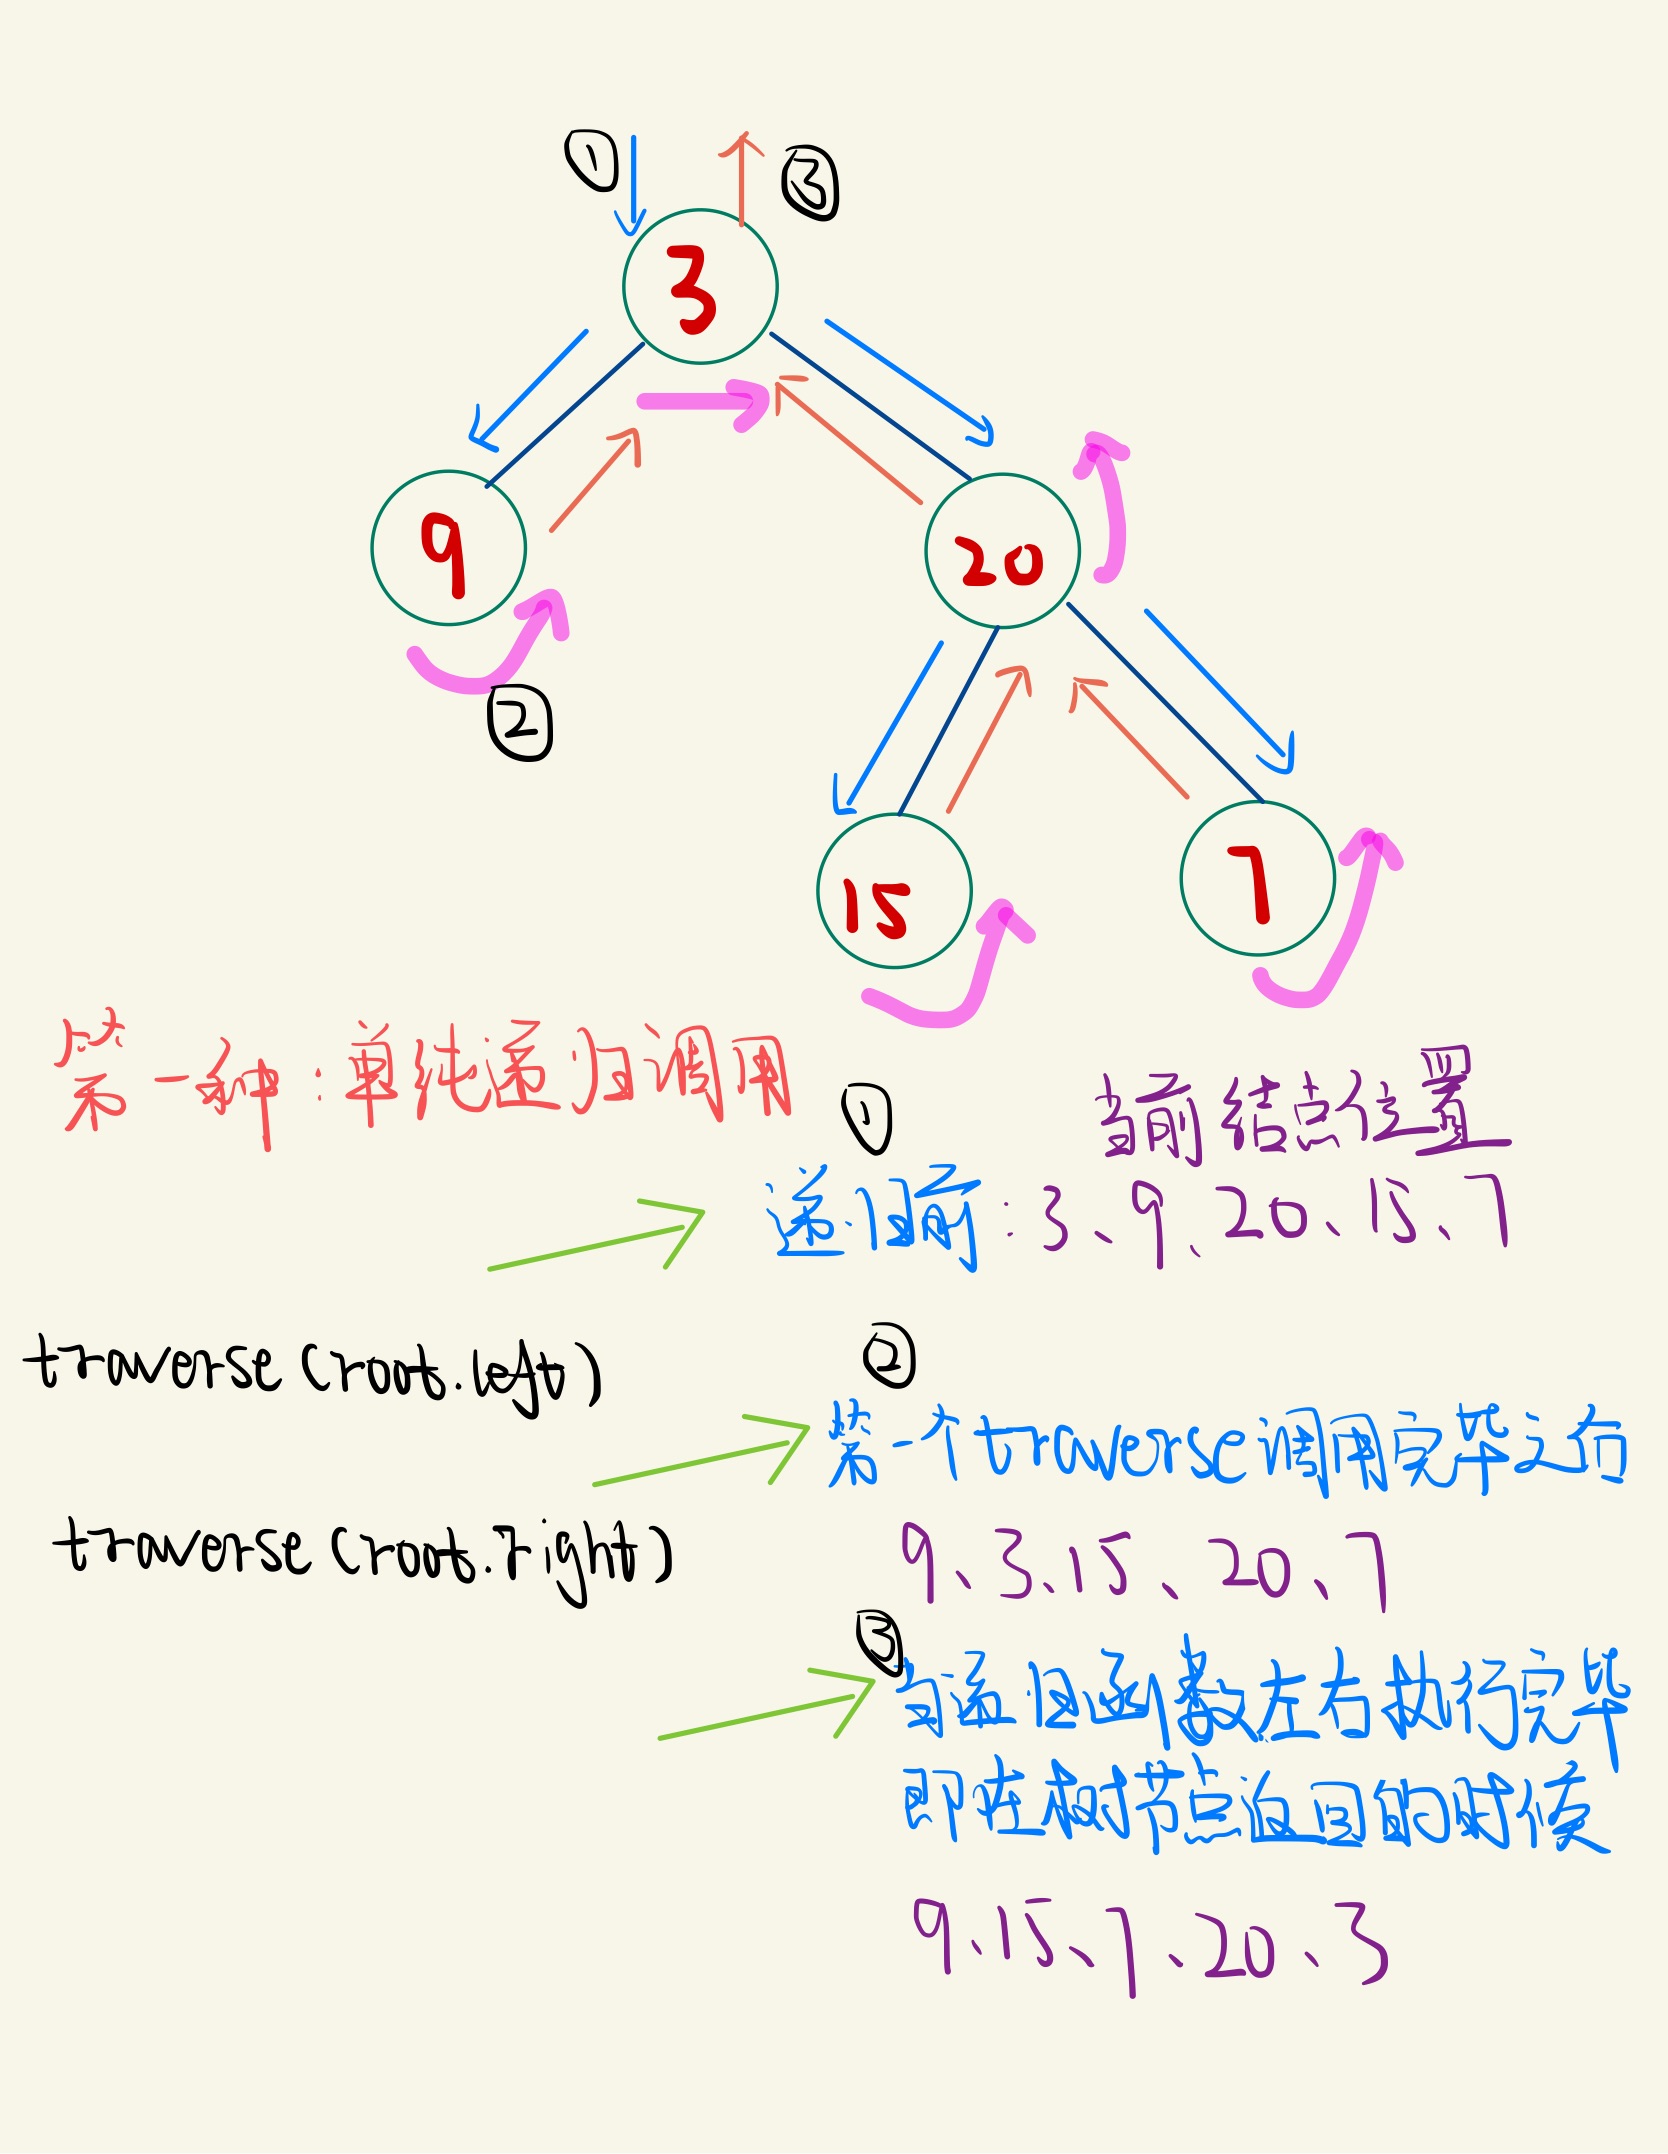 ① ③
3
9 20
②
15 7
第一种:单纯递归调用
① 当前结点位置
递归前:3、9、20、15、7
②
traverse(root.left)
第一个traverse调用完毕之前
traverse(root.right)
9、3、15、20、7
③
当递归函数左右执行完毕
即在树节点返回的时候
9、15、7、20、3